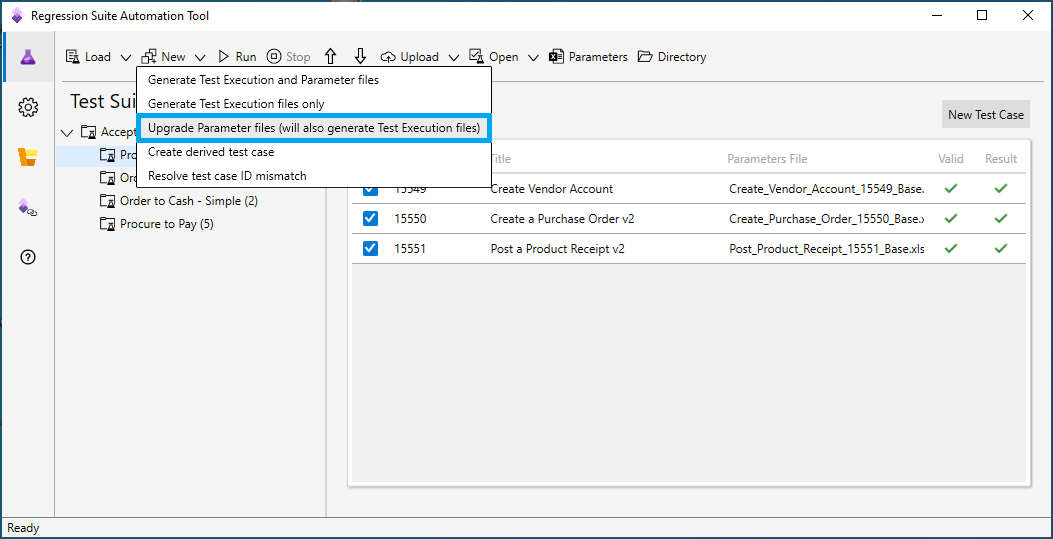 Regression Suite Automation Tool
Load New Run Stop Upload Open Parameters Directory
Generate Test Execution and Parameter files
Generate Test Execution files only
Upgrade Parameter files (will also generate Test Execution files)
Create derived test case
Resolve test case ID mismatch
Test Sui
New Test Case
Accept
Pro
Ord
Order to Cash - Simple (2)
Procure to Pay (5)
Title Parameters File Valid Result
15549 Create Vendor Account Create_Vendor_Account_15549_Base.
15550 Create a Purchase Order v2 Create_Purchase_Order_15550_Base.x
15551 Post a Product Receipt v2 Post_Product_Receipt_15551_Base.xls
Ready